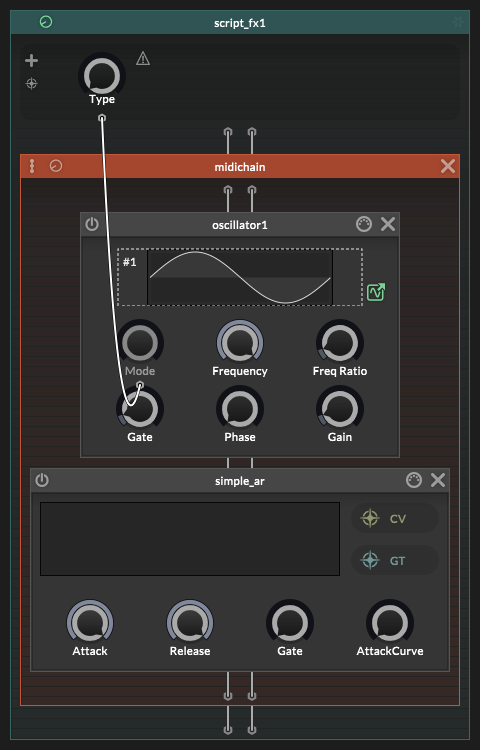 script_fx1
Type
midichain
oscillator1
#1
Mode
Frequency
Freq Ratio
Gate
Phase
Gain
simple_ar
CV
GT
Attack
Release
Gate
AttackCurve